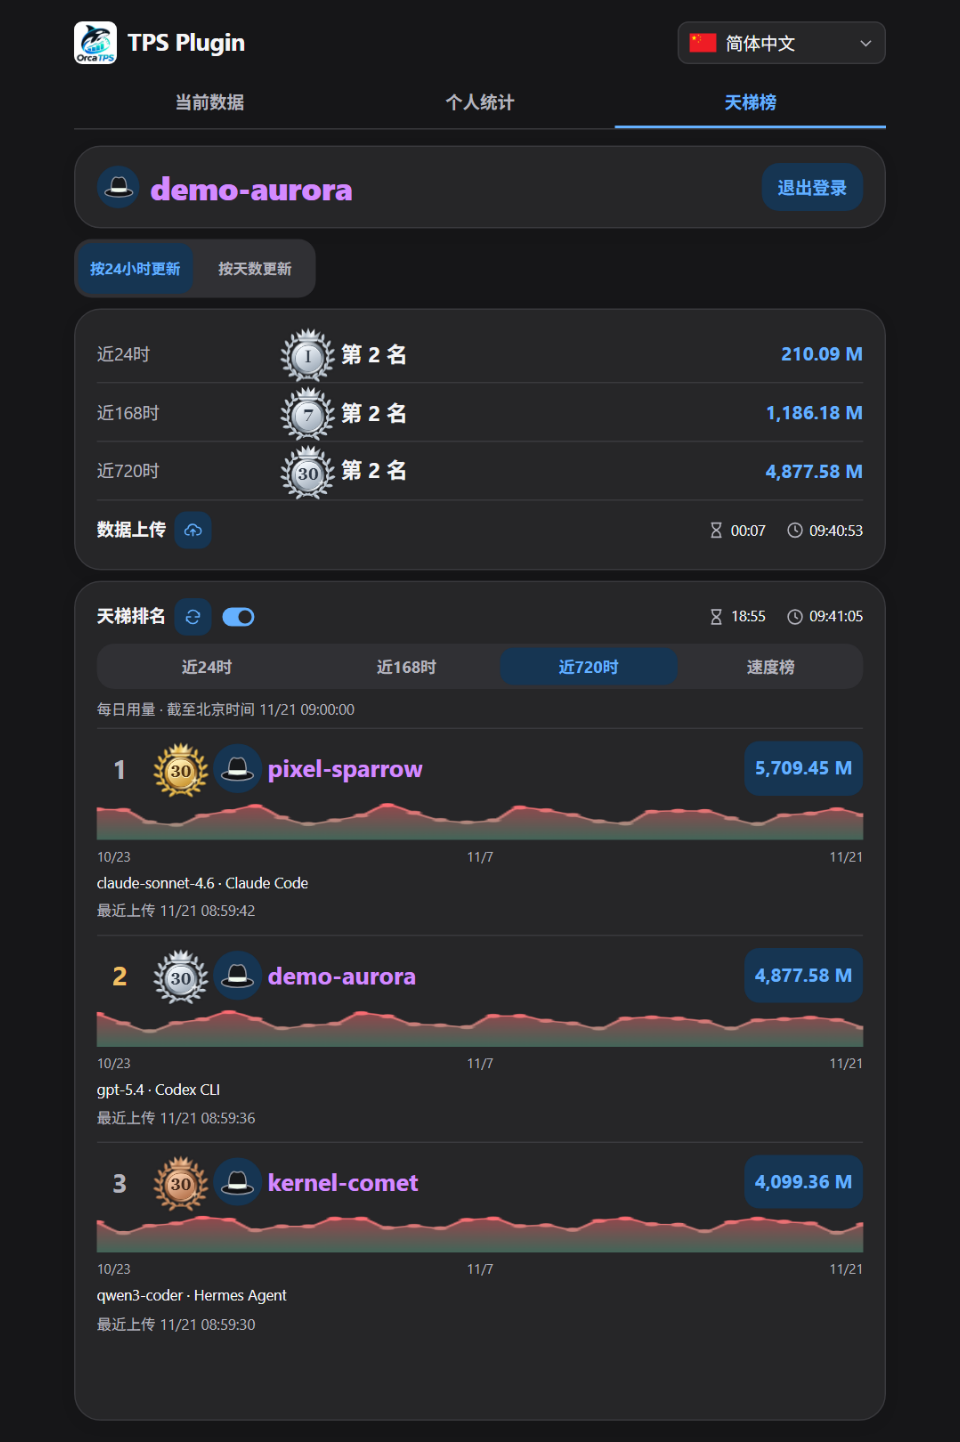 OrcaTPS
TPS Plugin
简体中文
当前数据 个人统计 天梯榜
demo-aurora 退出登录
按24小时更新 按天数更新
近24时 1 第 2 名 210.09 M
近168时 7 第 2 名 1,186.18 M
近720时 30 第 2 名 4,877.58 M
数据上传 00:07 09:40:53
天梯排名 18:55 09:41:05
近24时 近168时 近720时 速度榜
每日用量 · 截至北京时间 11/21 09:00:00
1 30 pixel-sparrow 5,709.45 M
10/23 11/7 11/21
claude-sonnet-4.6 · Claude Code
最近上传 11/21 08:59:42
2 30 demo-aurora 4,877.58 M
10/23 11/7 11/21
gpt-5.4 · Codex CLI
最近上传 11/21 08:59:36
3 30 kernel-comet 4,099.36 M
10/23 11/7 11/21
qwen3-coder · Hermes Agent
最近上传 11/21 08:59:30